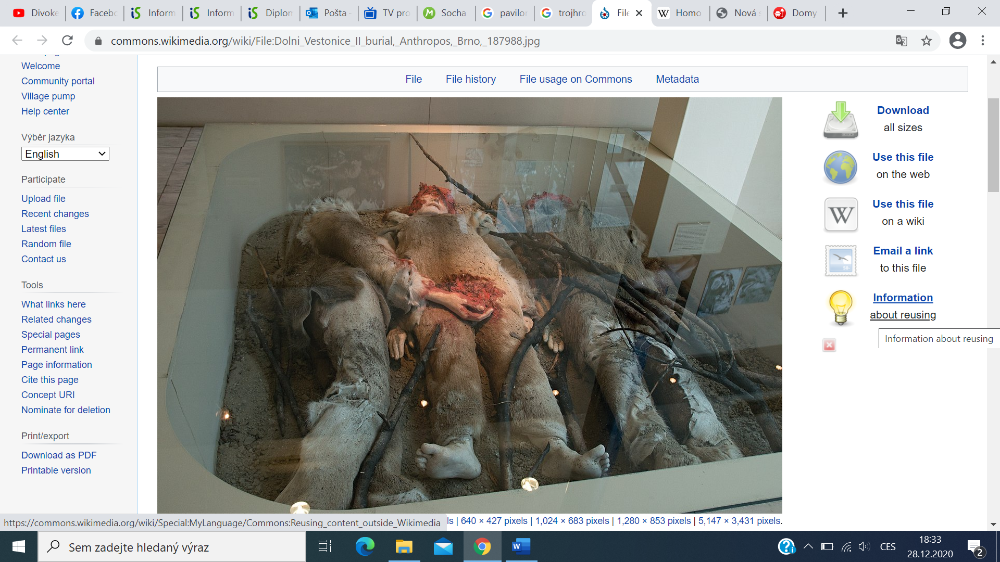 Divoke
Facebo
Inform
Inform
Diplom
Pošta -
TV pro
Socha
pavilon
trojhro
File
Homo
Nová s
Domy
commons.wikimedia.org/wiki/File:Dolni_Vestonice_II_burial,_Anthropos,_Brno,_187988.jpg
Welcome
Community portal
Village pump
Help center
Výběr jazyka
English
Participate
Upload file
Recent changes
Latest files
Random file
Contact us
Tools
What links here
Related changes
Special pages
Permanent link
Page information
Cite this page
Concept URI
Nominate for deletion
Print/export
Download as PDF
Printable version
File
File history
File usage on Commons
Metadata
Download
all sizes
Use this file
on the web
Use this file
on a wiki
W
Email a link
to this file
Information
about reusing
Information about reusing
https://commons.wikimedia.org/wiki/Special:MyLanguage/Commons:Reusing_content_outside_Wikimedia
ls | 640 × 427 pixels | 1,024 × 683 pixels | 1,280 × 853 pixels | 5,147 × 3,431 pixels.
Sem zadejte hledaný výraz
CES
18:33
28.12.2020
2